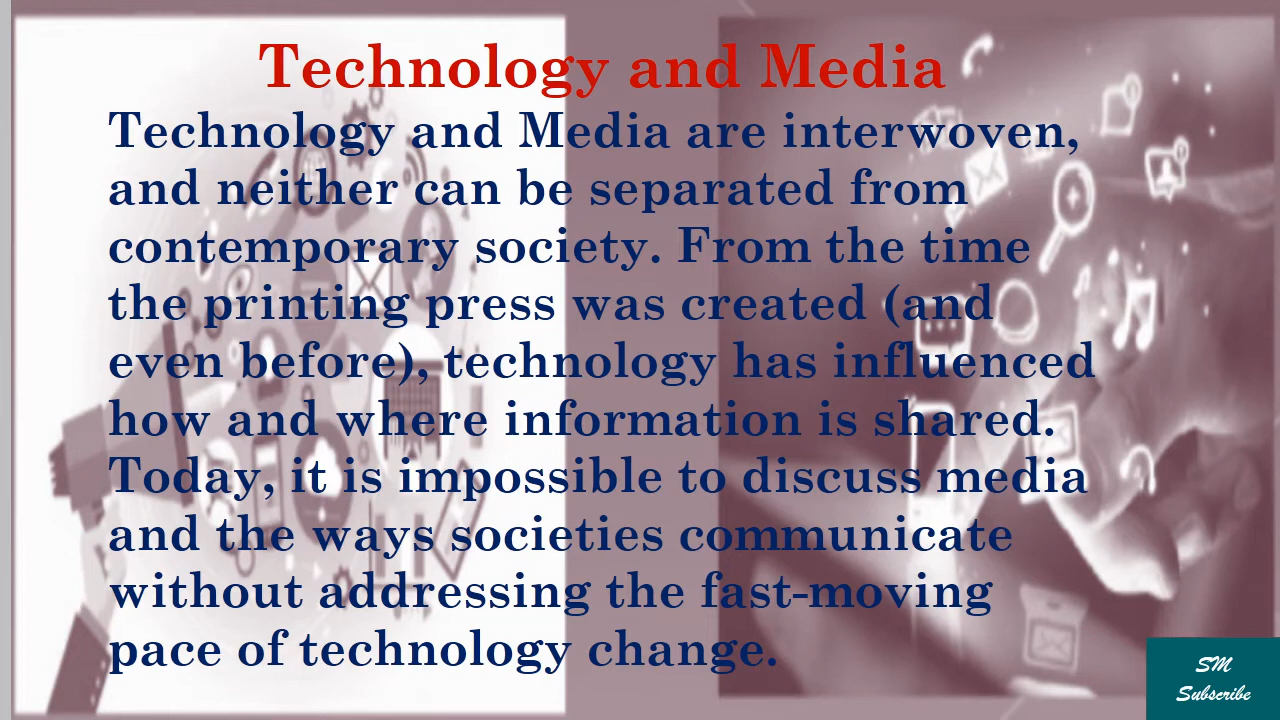 Technology and Media
Technology and Media are interwoven,
and neither can be separated from
contemporary society. From the time
the printing press was created (and
even before), technology has influenced
how and where information is shared.
Today, it is impossible to discuss media
and the ways societies communicate
without addressing the fast-moving
pace of technology change.
SM
Subscribe